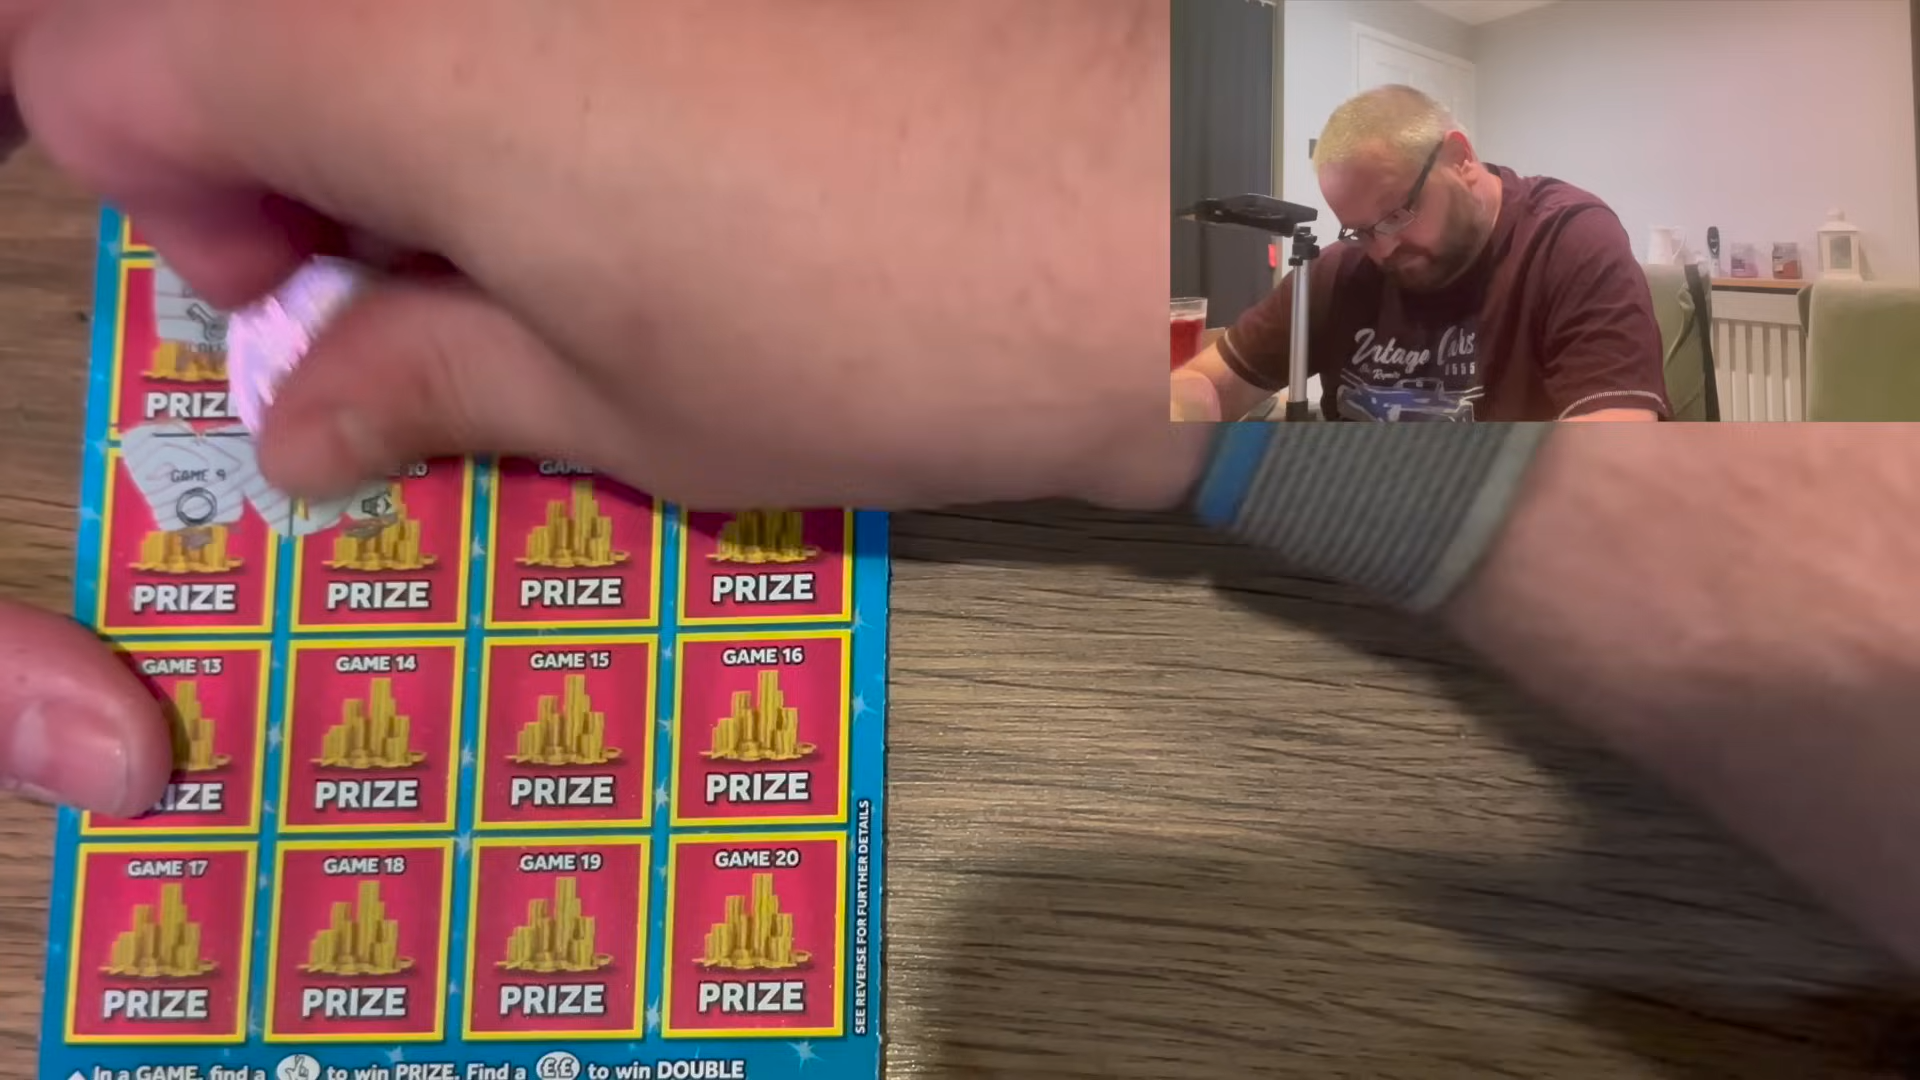 PRIZE
GAME 9
10
GAME
PRIZE
PRIZE
PRIZE
PRIZE
GAME 13
GAME 14
GAME 15
GAME 16
PRIZE
PRIZE
PRIZE
GAME 17
GAME 18
GAME 19
GAME 20
PRIZE
PRIZE
PRIZE
PRIZE
SEE REVERSE FOR FURTHER DETAILS
In a GAME, find a to win PRIZE. Find a ££ to win DOUBLE